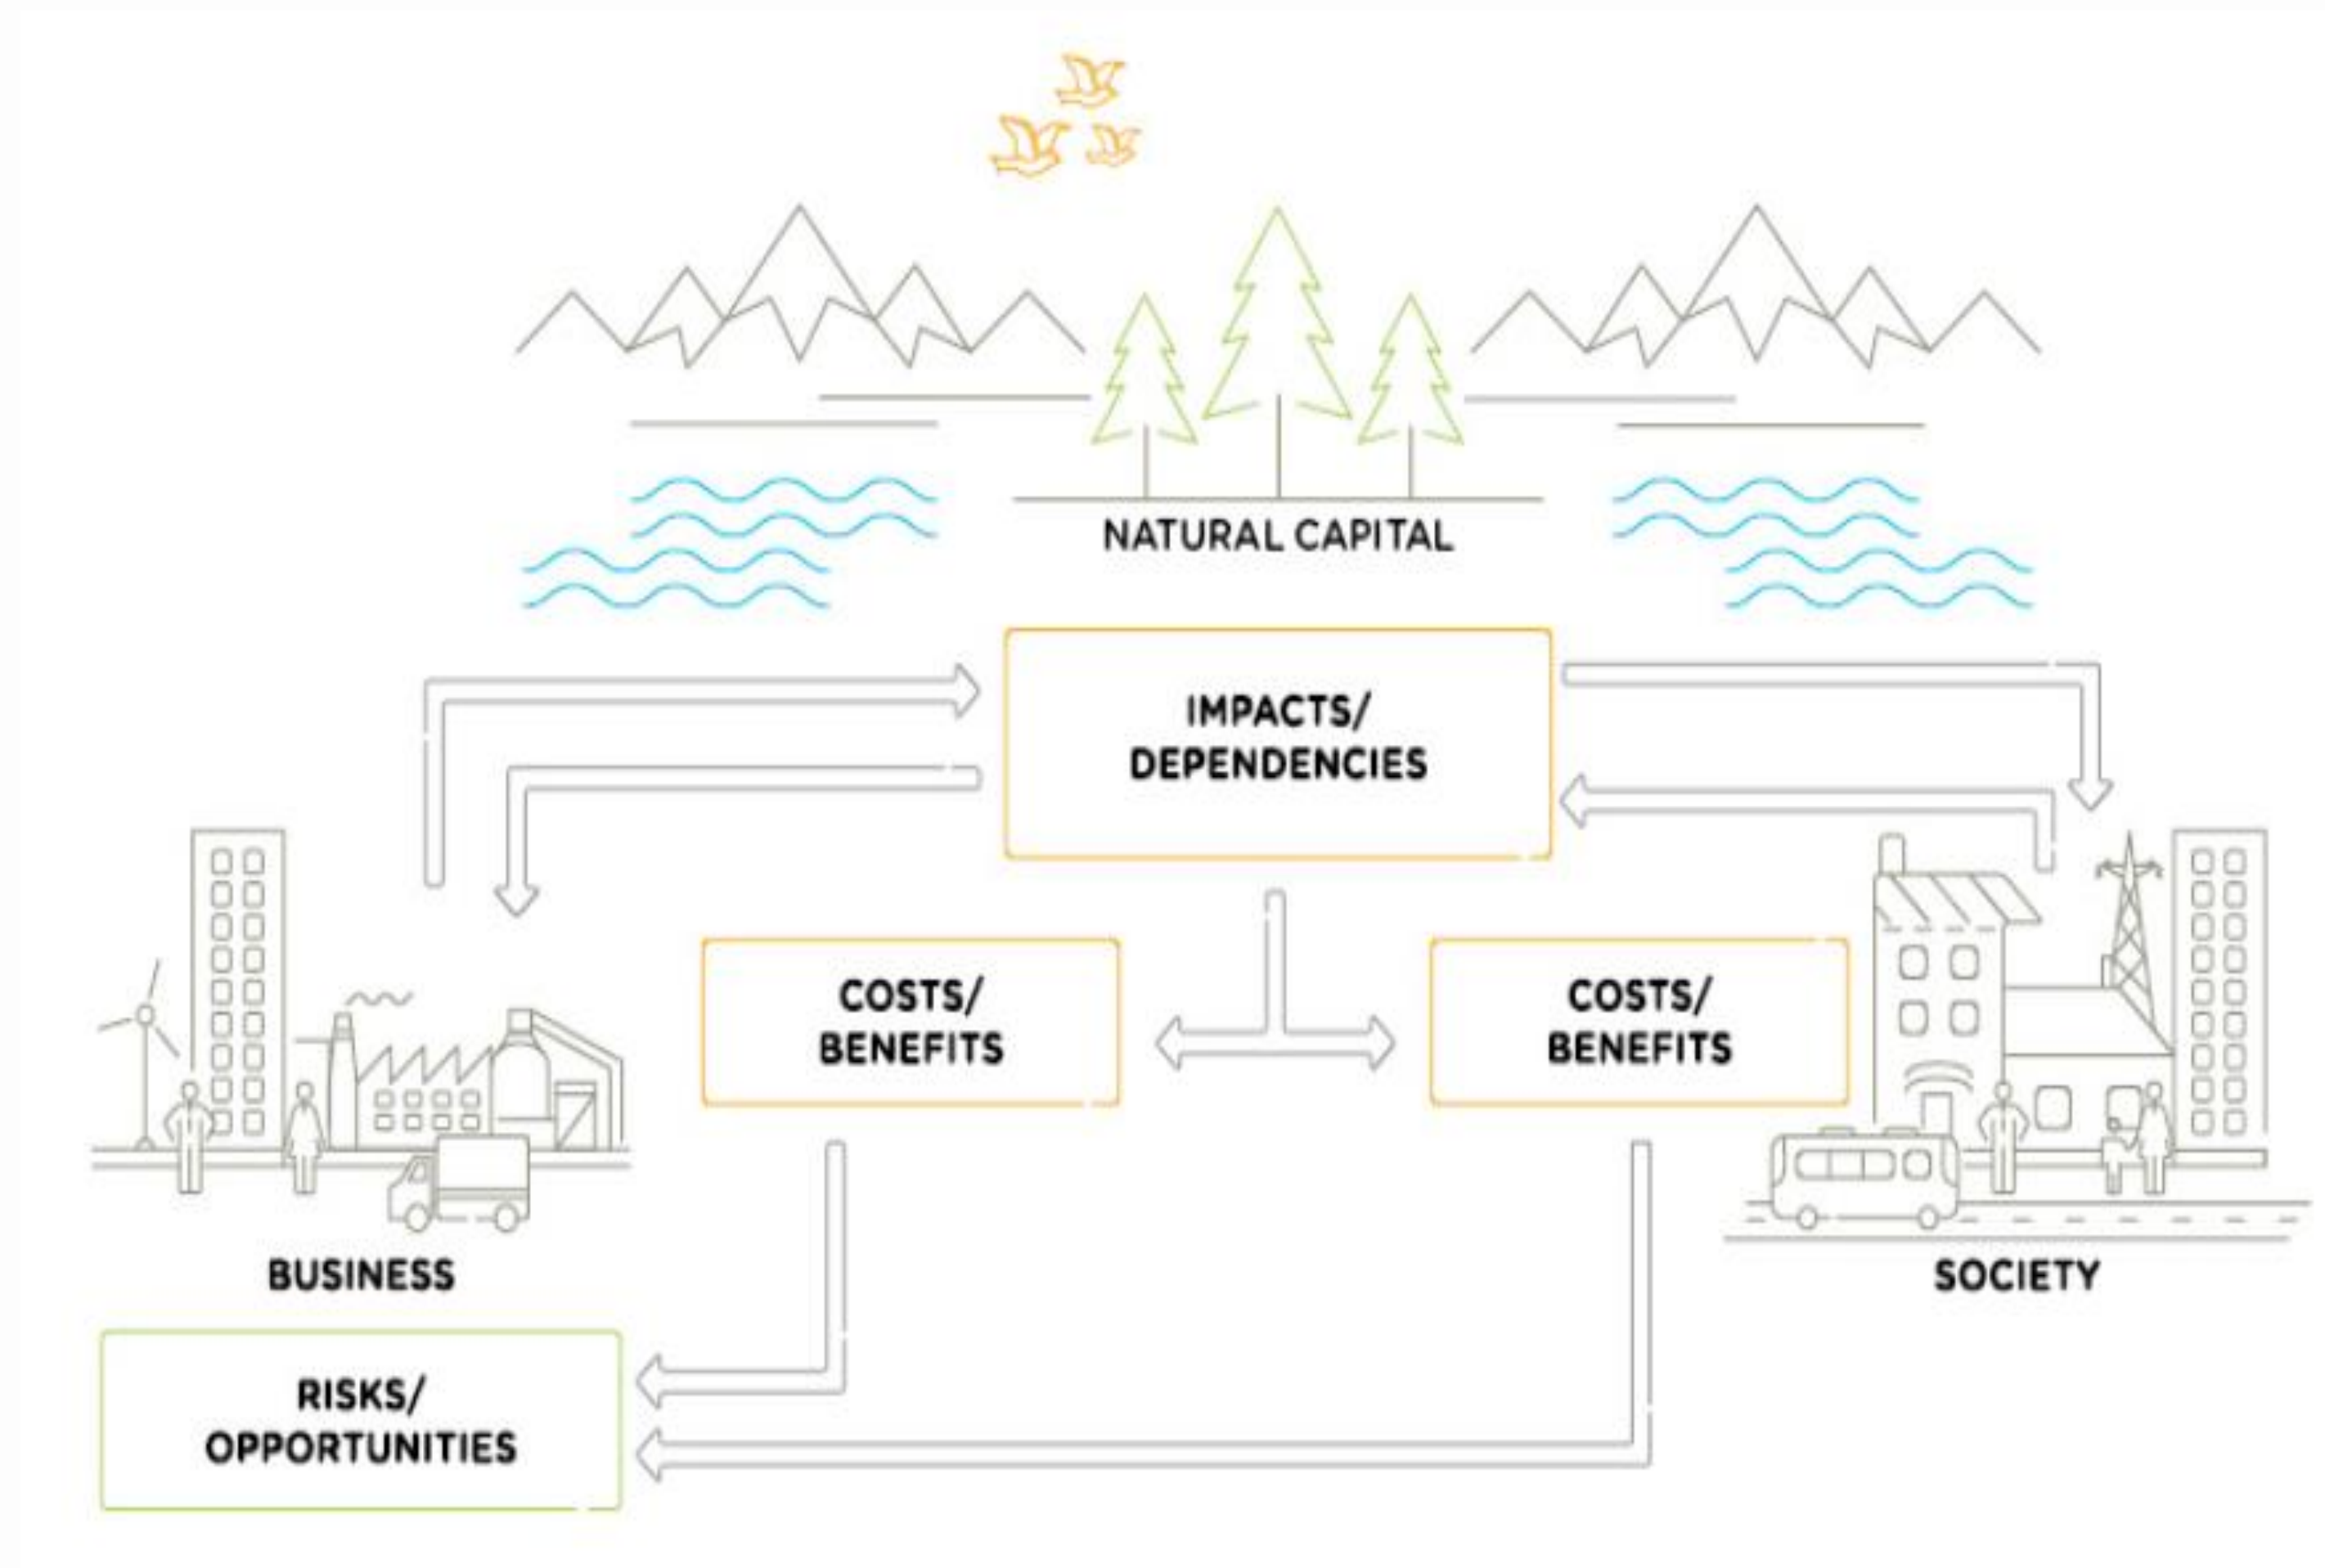 NATURAL CAPITAL
IMPACTS/
DEPENDENCIES
COSTS/
BENEFITS
COSTS/
BENEFITS
BUSINESS
SOCIETY
RISKS/
OPPORTUNITIES